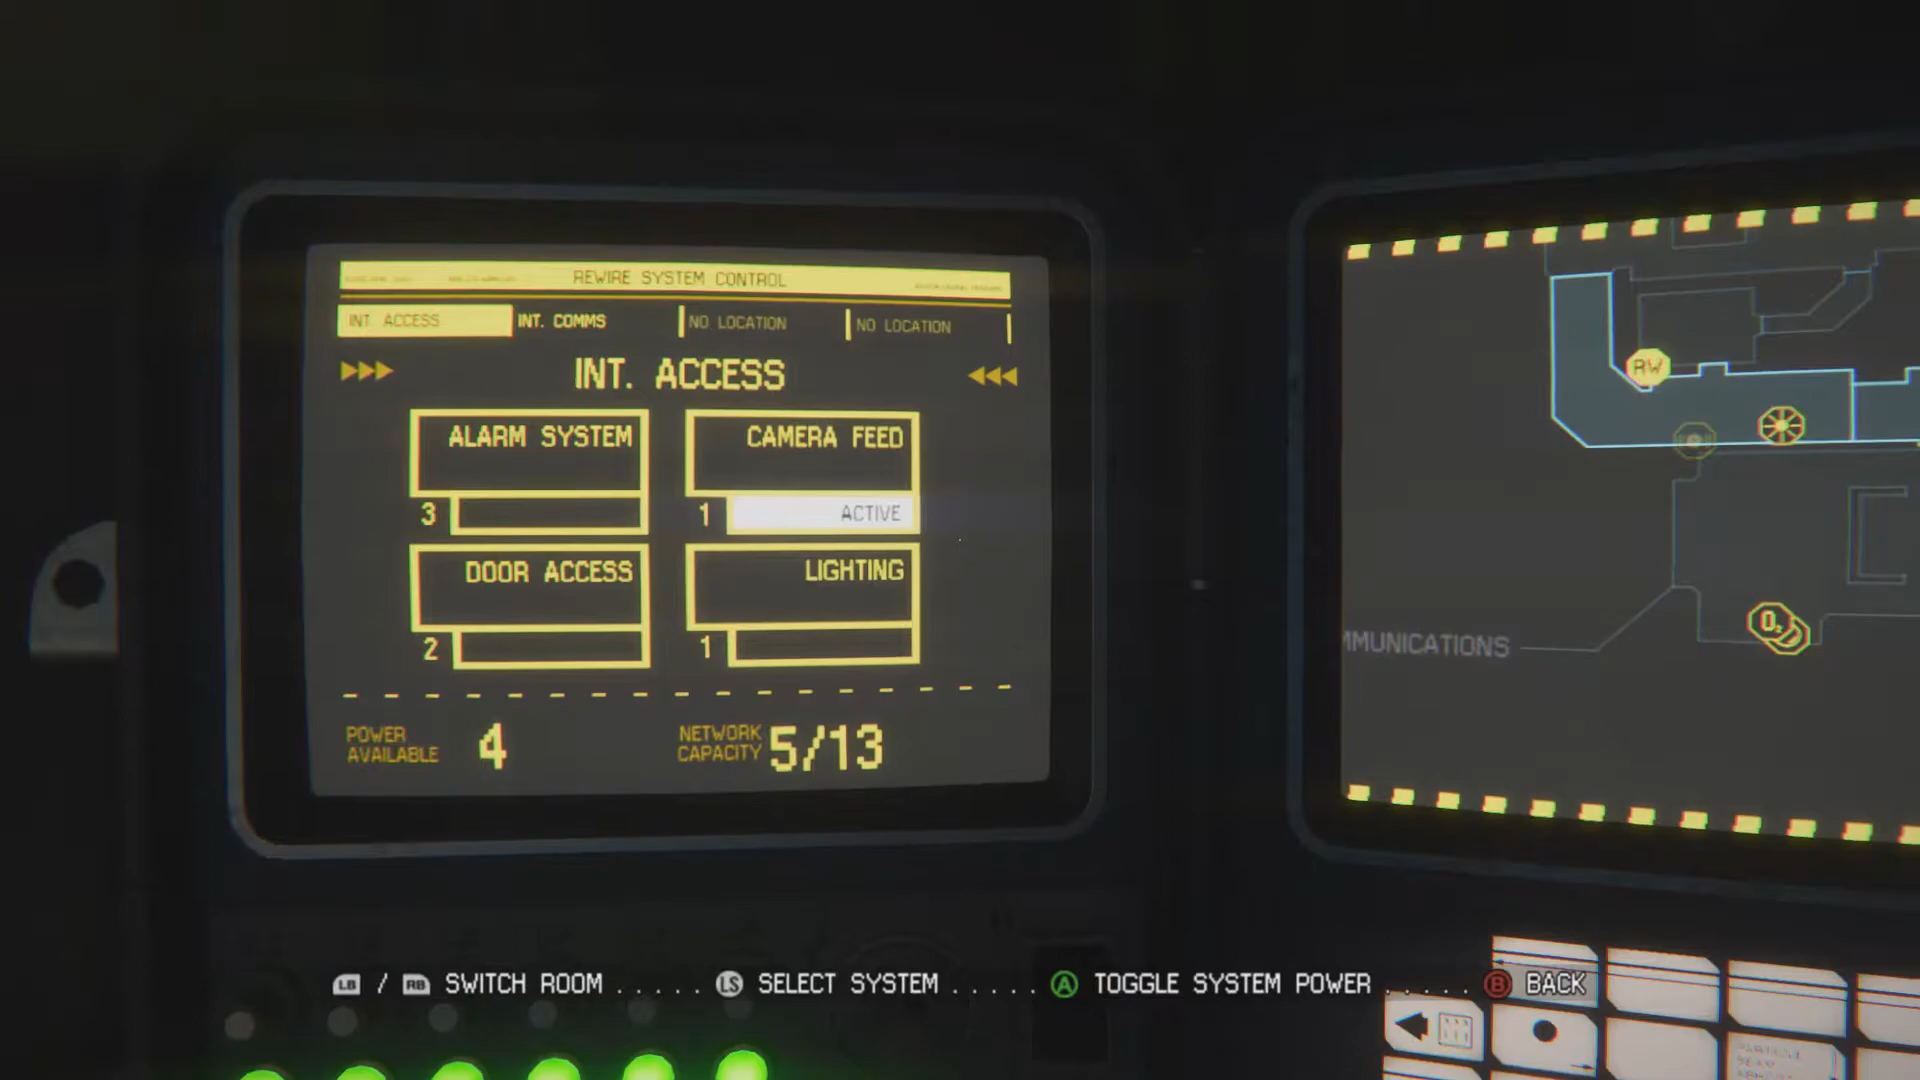 REWIRE SYSTEM CONTROL
INT. ACCESS
INT. COMMS
NO LOCATION
NO LOCATION
INT. ACCESS
ALARM SYSTEM
3
CAMERA FEED
1 ACTIVE
DOOR ACCESS
2
LIGHTING
1
POWER
AVAILABLE
4
NETWORK
CAPACITY
5/13
RW
O₂
MMUNICATIONS
LB / RB SWITCH ROOM ..... LS SELECT SYSTEM ..... A TOGGLE SYSTEM POWER ..... B BACK